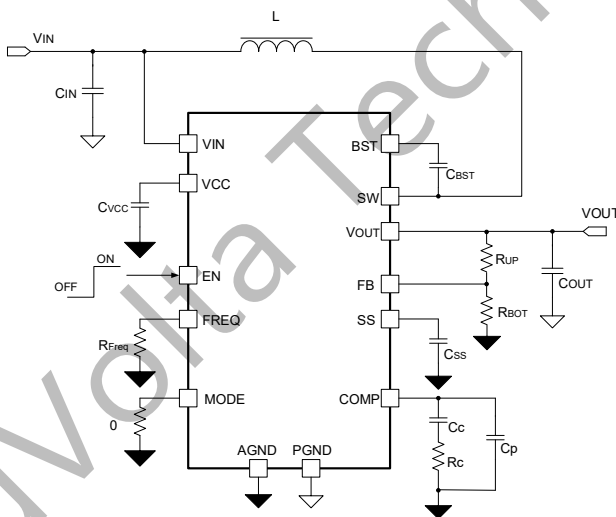 L
VIN
CIN
VIN
BST
CBST
VCC
CVCC
SW
VOUT
VOUT
ON
OFF
EN
RUP
COUT
FB
RBOT
FREQ
RFreq
SS
CSS
MODE
0
COMP
Cc
Rc
Cp
AGND
PGND
Volta Tech